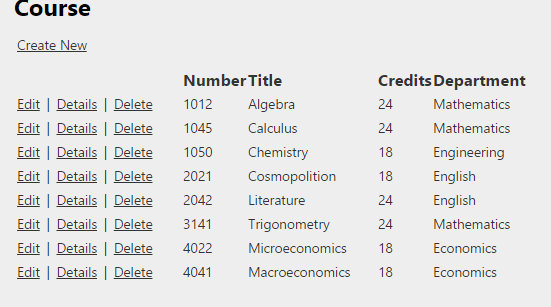 Course
Create New
Number Title Credits Department
Edit | Details | Delete 1012 Algebra 24 Mathematics
Edit | Details | Delete 1045 Calculus 24 Mathematics
Edit | Details | Delete 1050 Chemistry 18 Engineering
Edit | Details | Delete 2021 Cosmopolition 18 English
Edit | Details | Delete 2042 Literature 24 English
Edit | Details | Delete 3141 Trigonometry 24 Mathematics
Edit | Details | Delete 4022 Microeconomics 18 Economics
Edit | Details | Delete 4041 Macroeconomics 18 Economics